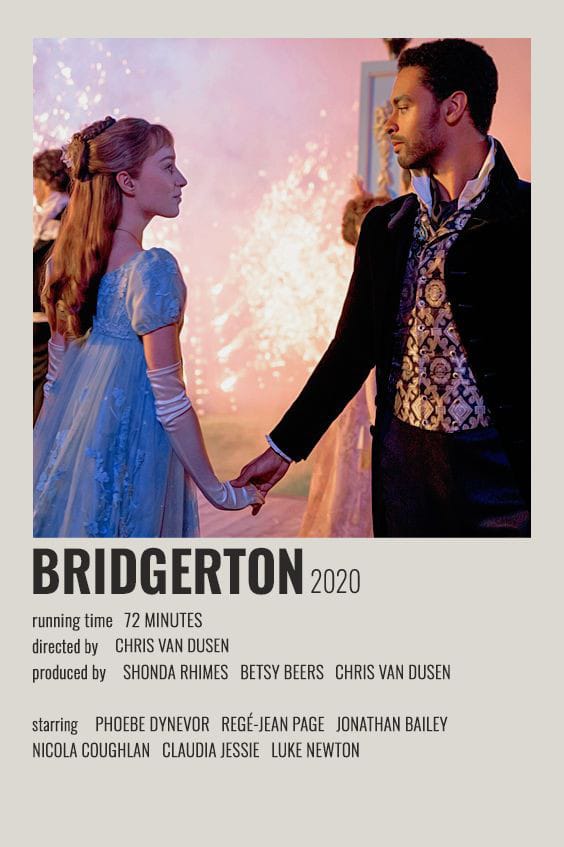 BRIDGERTON 2020
running time 72 MINUTES
directed by CHRIS VAN DUSEN
produced by SHONDA RHIMES BETSY BEERS CHRIS VAN DUSEN
starring PHOEBE DYNEVOR REGÉ-JEAN PAGE JONATHAN BAILEY
NICOLA COUGHLAN CLAUDIA JESSIE LUKE NEWTON